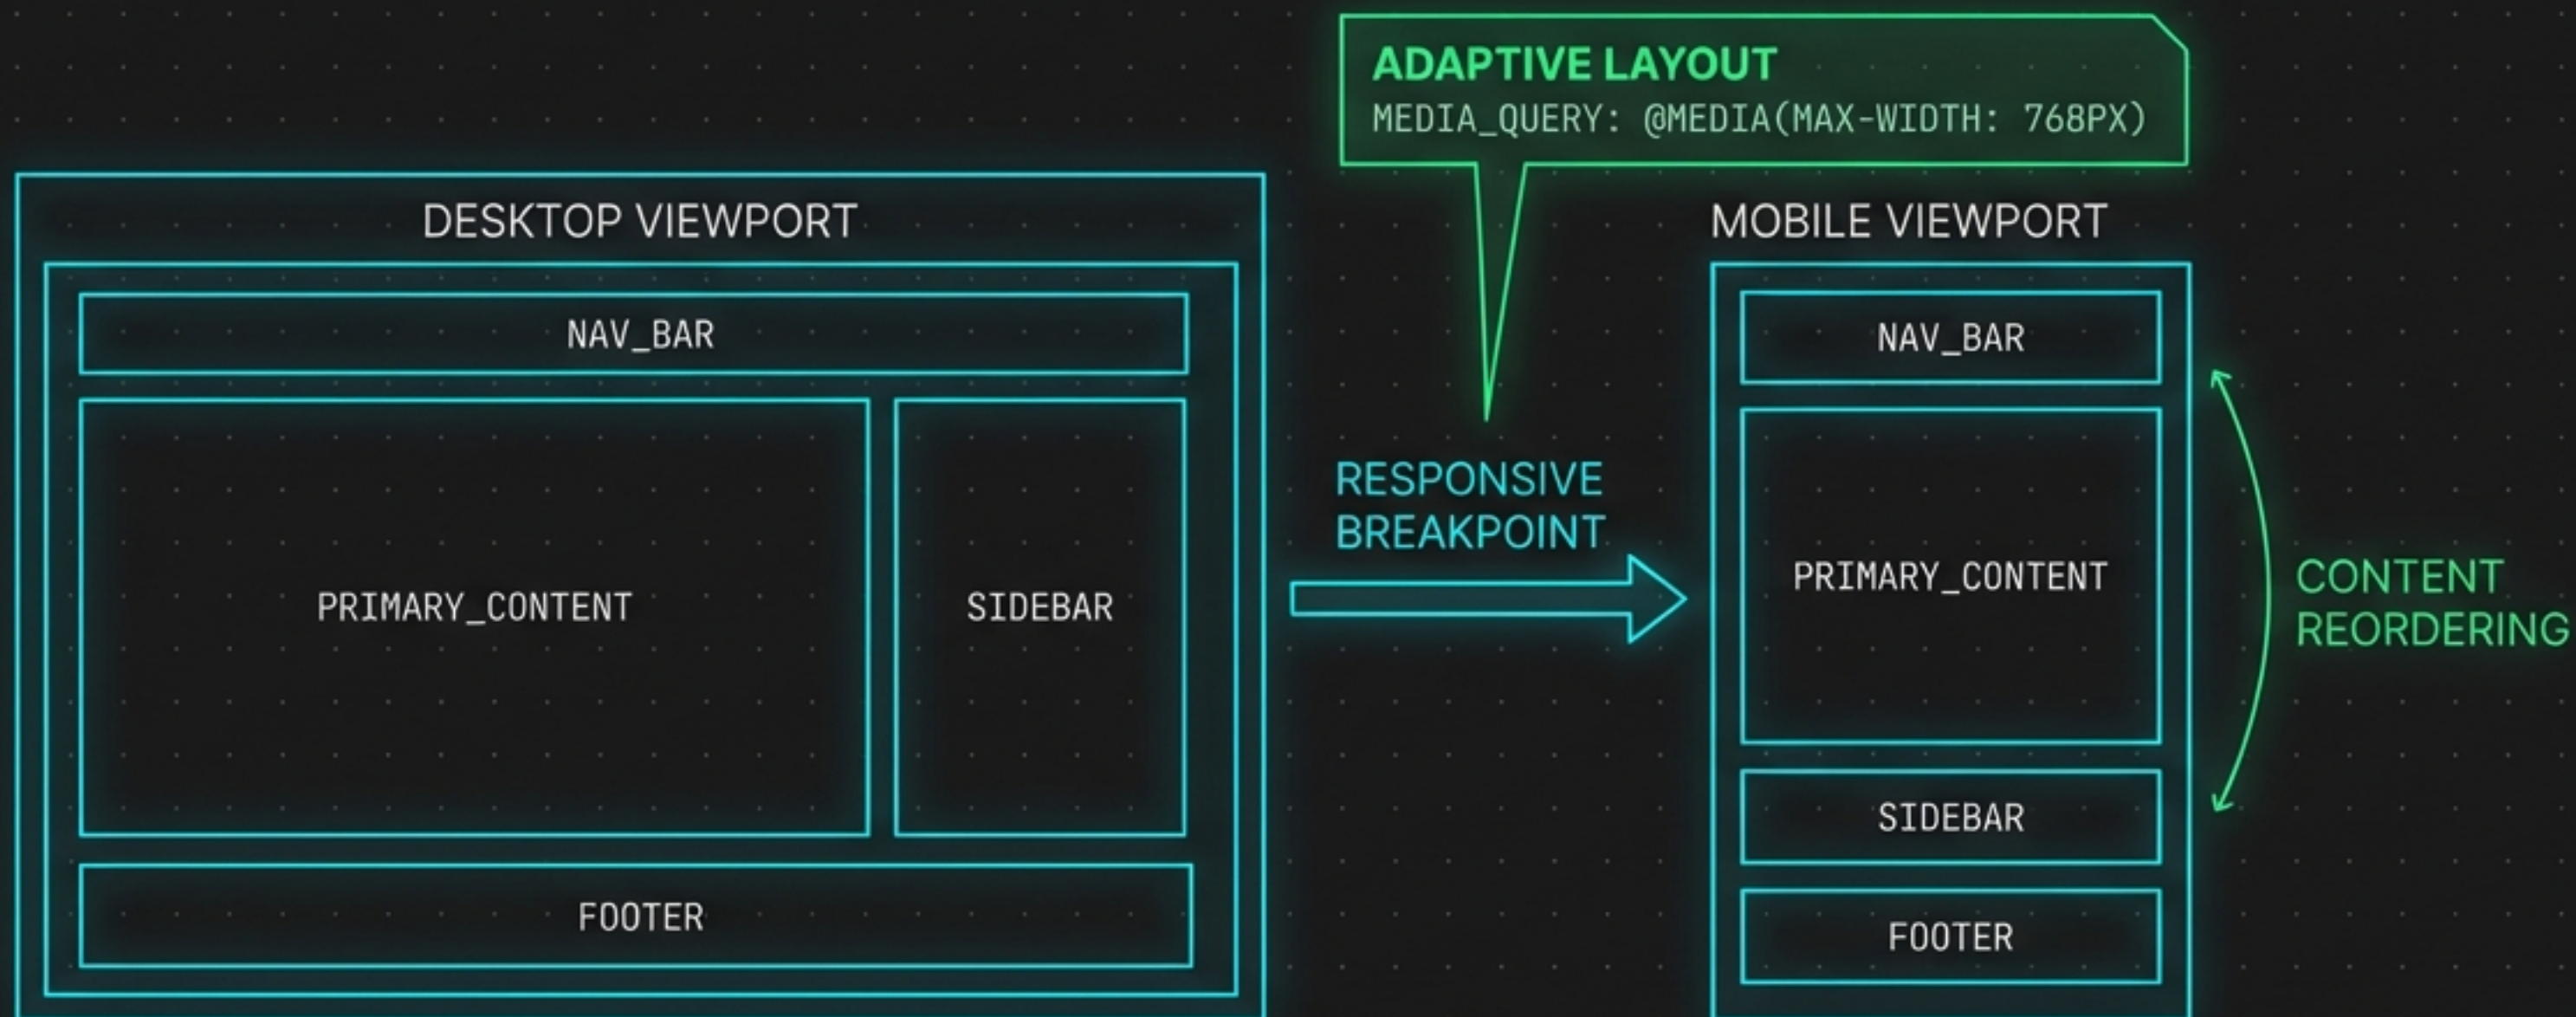 ADAPTIVE LAYOUT
MEDIA_QUERY: @MEDIA(MAX-WIDTH: 768PX)
DESKTOP VIEWPORT
NAV_BAR
PRIMARY_CONTENT
SIDEBAR
FOOTER
RESPONSIVE
BREAKPOINT
MOBILE VIEWPORT
NAV_BAR
PRIMARY_CONTENT
SIDEBAR
FOOTER
CONTENT
REORDERING